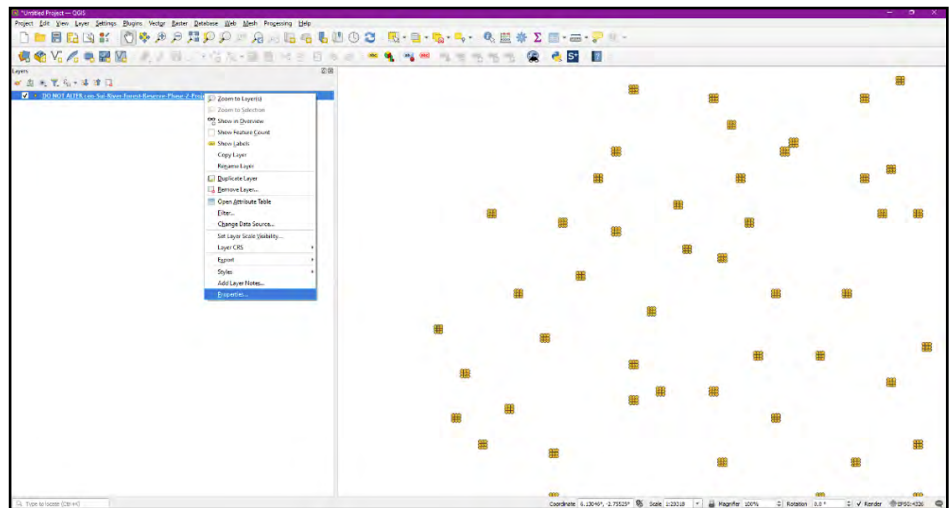 *Untitled Project — QGIS
Project Edit View Layer Settings Plugins Vector Raster Database Web Mesh Processing Help
Layers
Zoom to Layer(s)
Zoom to Selection
Show in Overview
Show Feature Count
Show Labels
Copy Layer
Rename Layer
Duplicate Layer
Remove Layer...
Open Attribute Table
Filter...
Change Data Source...
Set Layer Scale Visibility...
Layer CRS
Export
Styles
Add Layer Notes...
Properties...
Type to locate (Ctrl+K)
Coordinate
Scale
Magnifier 100%
Rotation 0.0 °
Render
EPSG:4326